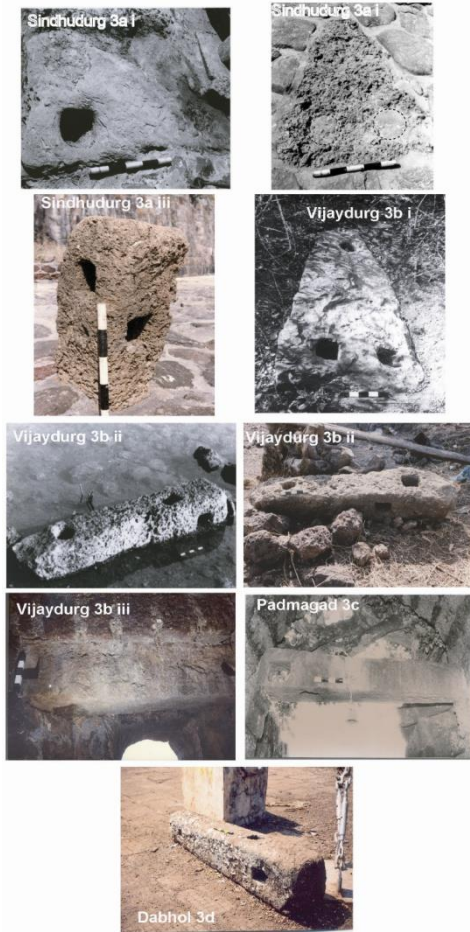 Sindhudurg 3a i
Sindhudurg 3a i
Sindhudurg 3a iii
Vijaydurg 3b i
Vijaydurg 3b ii
Vijaydurg 3b ii
Vijaydurg 3b iii
Padmagad 3c
Dabhol 3d